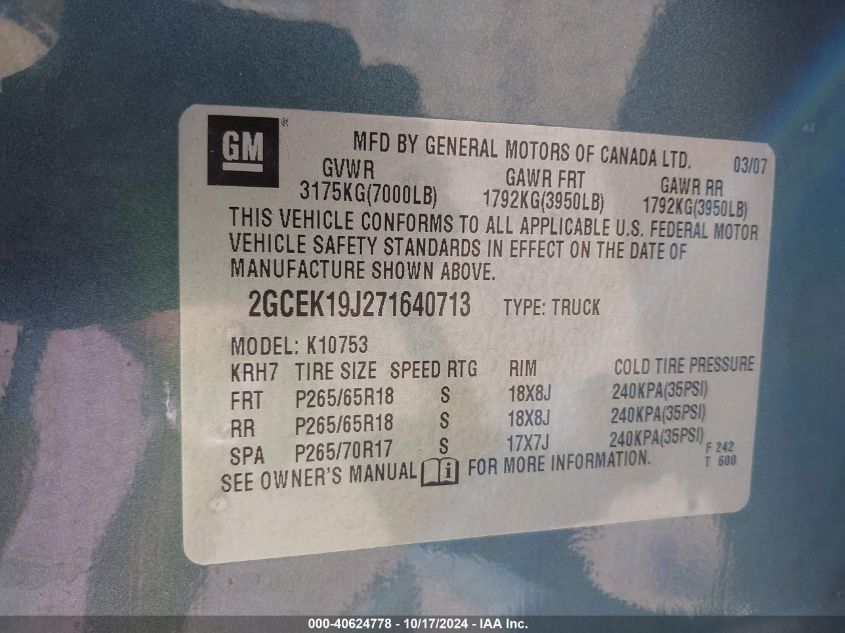 GM®
MFD BY GENERAL MOTORS OF CANADA LTD. 03/07
GVWR GAWR FRT GAWR RR
3175KG(7000LB) 1792KG(3950LB) 1792KG(3950LB)
THIS VEHICLE CONFORMS TO ALL APPLICABLE U.S. FEDERAL MOTOR
VEHICLE SAFETY STANDARDS IN EFFECT ON THE DATE OF
MANUFACTURE SHOWN ABOVE.
2GCEK19J271640713 TYPE: TRUCK
MODEL: K10753
KRH7 TIRE SIZE SPEED RTG RIM COLD TIRE PRESSURE
FRT P265/65R18 S 18X8J 240KPA(35PSI)
RR P265/65R18 S 18X8J 240KPA(35PSI)
SPA P265/70R17 S 17X7J 240KPA(35PSI) F 242
SEE OWNER'S MANUAL i FOR MORE INFORMATION. T 600
000-40624778 - 10/17/2024 - IAA Inc.